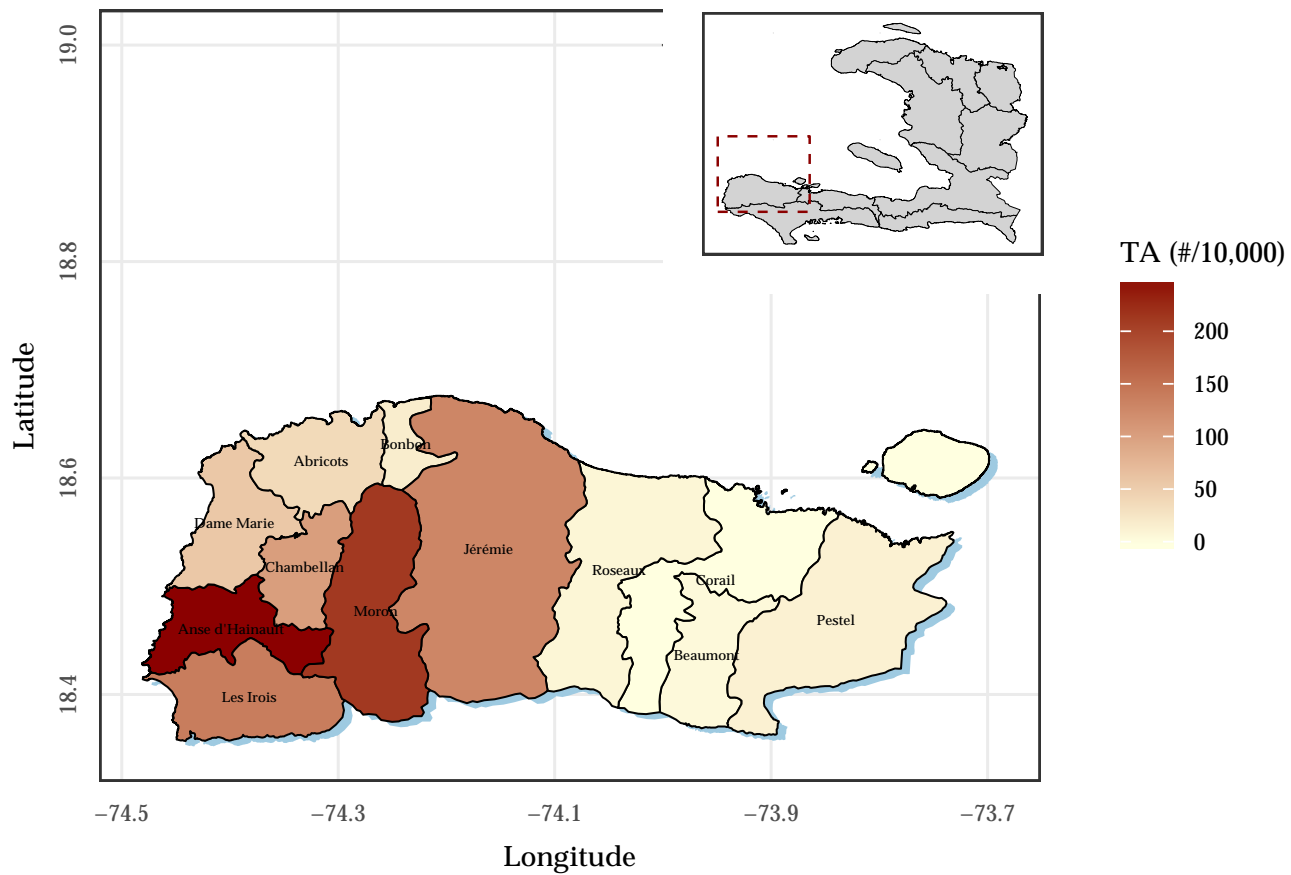 19.0
18.8
18.6
18.4
Latitude
−74.5
−74.3
−74.1
−73.9
−73.7
Longitude
TA (#/10,000)
200
150
100
50
0
Bonbon
Abricots
Dame Marie
Jérémie
Chambellan
Roseaux
Corail
Moron
Pestel
Anse d'Hainault
Beaumont
Les Irois